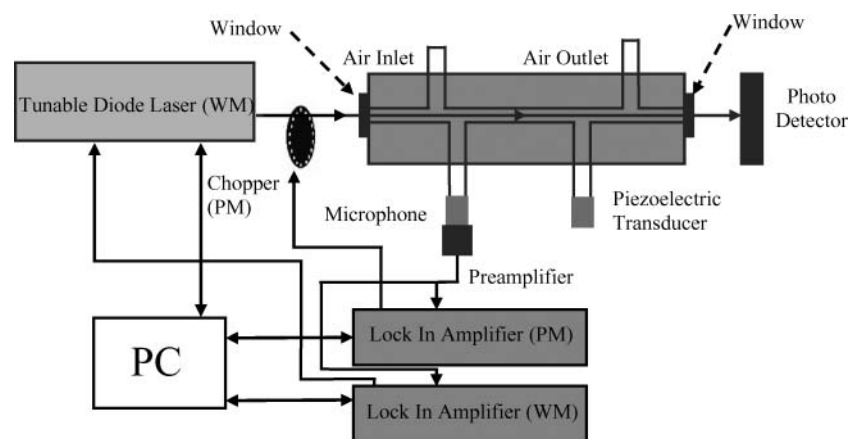 Window
Window
Air Inlet
Air Outlet
Tunable Diode Laser (WM)
Photo
Detector
Chopper
(PM)
Microphone
Piezoelectric
Transducer
Preamplifier
Lock In Amplifier (PM)
PC
Lock In Amplifier (WM)